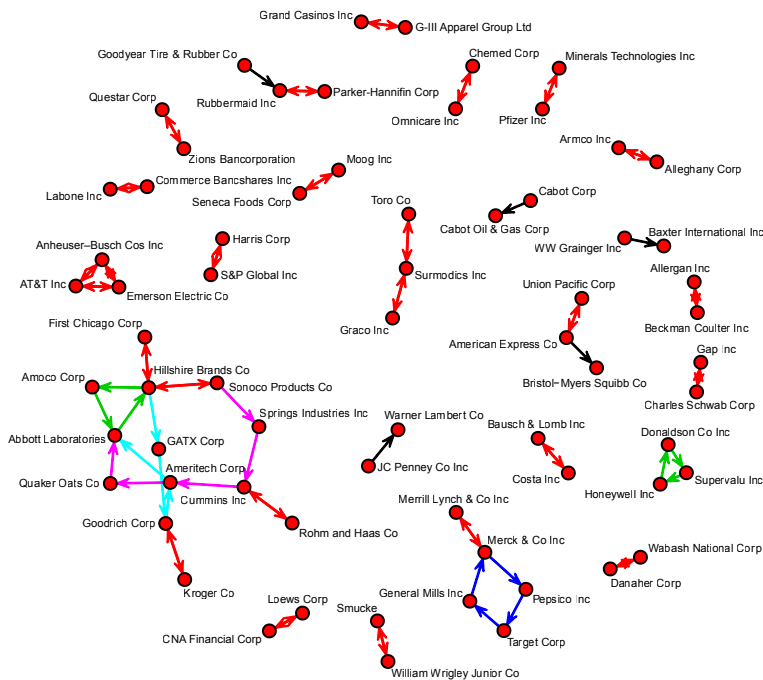 Grand Casinos Inc
G-III Apparel Group Ltd
Goodyear Tire & Rubber Co
Chemed Corp
Minerals Technologies Inc
Rubbermaid Inc
Parker-Hannifin Corp
Questar Corp
Omnicare Inc
Pfizer Inc
Armco Inc
Zions Bancorporation
Moog Inc
Alleghany Corp
Commerce Bancshares Inc
Labone Inc
Seneca Foods Corp
Toro Co
Cabot Corp
Cabot Oil & Gas Corp
Baxter International Inc
WW Grainger Inc
Anheuser–Busch Cos Inc
Harris Corp
AT&T Inc
S&P Global Inc
Surmodics Inc
Allergan Inc
Emerson Electric Co
Union Pacific Corp
First Chicago Corp
Graco Inc
Beckman Coulter Inc
American Express Co
Gap Inc
Hillshire Brands Co
Amoco Corp
Sonoco Products Co
Bristol–Myers Squibb Co
Charles Schwab Corp
Springs Industries Inc
Warner Lambert Co
Bausch & Lomb Inc
Donaldson Co Inc
Abbott Laboratories
GATX Corp
Ameritech Corp
JC Penney Co Inc
Costa Inc
Supervalu Inc
Quaker Oats Co
Honeywell Inc
Cummins Inc
Merrill Lynch & Co Inc
Goodrich Corp
Rohm and Haas Co
Merck & Co Inc
Wabash National Corp
Danaher Corp
Kroger Co
General Mills Inc
Pepsico Inc
Loews Corp
Smucke
CNA Financial Corp
Target Corp
William Wrigley Junior Co